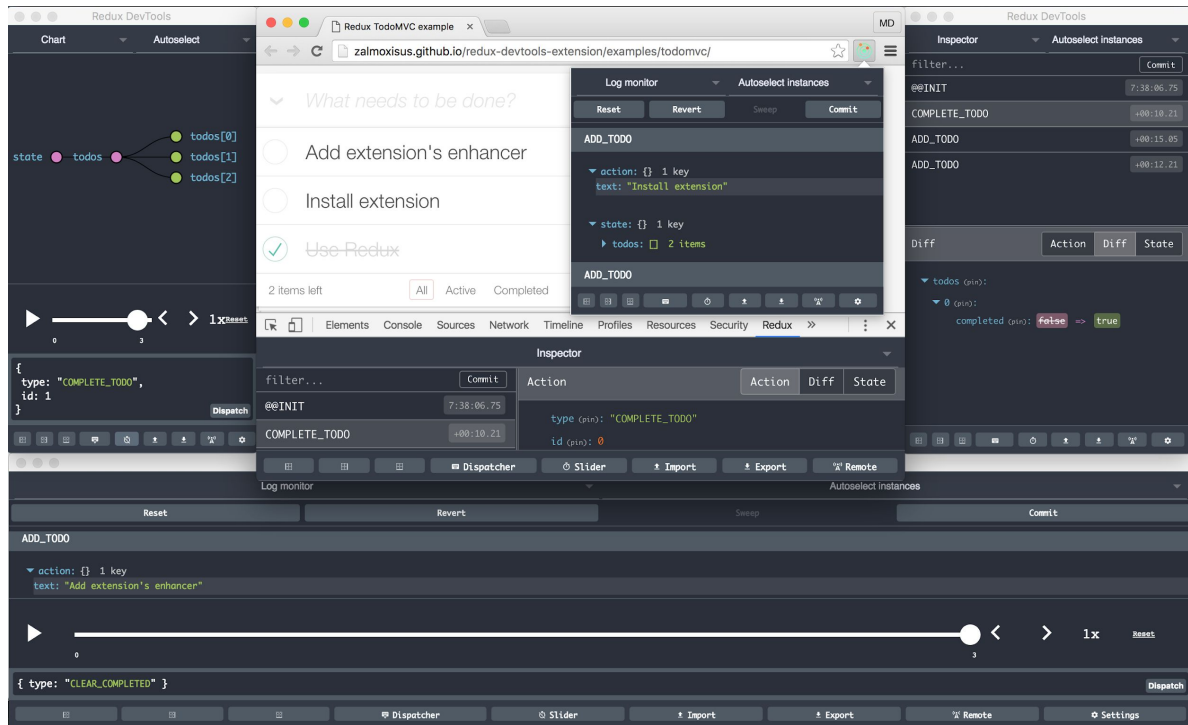 Redux DevTools
Chart
Autoselect
state
todos
todos[0]
todos[1]
todos[2]
1x
Reset
0
3
{
type: "COMPLETE_TODO",
id: 1
}
Dispatch
Redux TodoMVC example
×
MD
zalmoxisus.github.io/redux-devtools-extension/examples/todomvc/
What needs to be done?
Add extension's enhancer
Install extension
Use Redux
2 items left
All
Active
Completed
Log monitor
Autoselect instances
Reset
Revert
Sweep
Commit
ADD_TODO
action: {} 1 key
text: "Install extension"
state: {} 1 key
todos: [] 2 items
ADD_TODO
Elements
Console
Sources
Network
Timeline
Profiles
Resources
Security
Redux
»
×
Inspector
filter...
Commit
@@INIT
7:38:06.75
COMPLETE_TODO
+00:10.21
Action
Action
Diff
State
type (pin): "COMPLETE_TODO"
id (pin): 0
Dispatcher
Slider
Import
Export
Remote
Redux DevTools
Inspector
Autoselect instances
filter...
Commit
@@INIT
7:38:06.75
COMPLETE_TODO
+00:10.21
ADD_TODO
+00:15.05
ADD_TODO
+00:12.21
Diff
Action
Diff
State
todos (pin):
0 (pin):
completed (pin): false => true
Log monitor
Autoselect instances
Reset
Revert
Sweep
Commit
ADD_TODO
action: {} 1 key
text: "Add extension's enhancer"
1x
Reset
0
3
{ type: "CLEAR_COMPLETED" }
Dispatch
Dispatcher
Slider
Import
Export
Remote
Settings